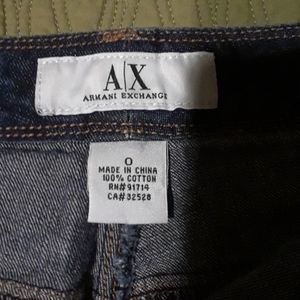 A|X
ARMANI EXCHANGE
0
MADE IN CHINA
100% COTTON
RN#91714
CA#32528